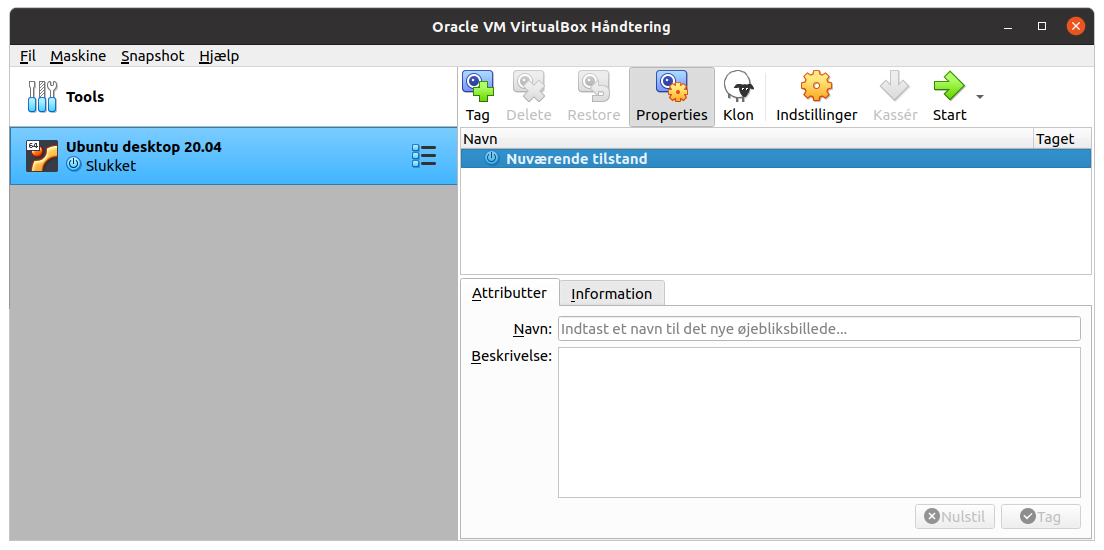 Oracle VM VirtualBox Håndtering
Fil Maskine Snapshot Hjælp
Tools
64
Ubuntu desktop 20.04
Slukket
Tag Delete Restore Properties Klon Indstillinger Kassér Start
Navn Taget
Nuværende tilstand
Attributter Information
Navn: Indtast et navn til det nye øjebliksbillede...
Beskrivelse:
Nulstil Tag